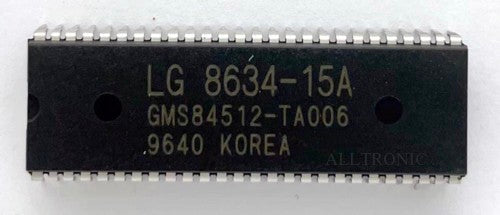 LG 8634-15A
GMS84512-TA006
9640 KOREA
ALLTRONIC